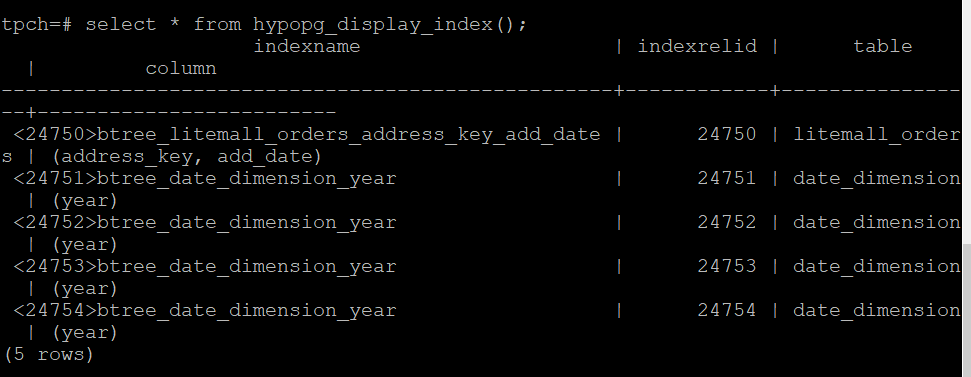 tpch=# select * from hypopg_display_index();
indexname | indexrelid | table
| column
---------------------------------------------------+------------+---------------
--+-------------------------
<24750>btree_litemall_orders_address_key_add_date | 24750 | litemall_order
s | (address_key, add_date)
<24751>btree_date_dimension_year | 24751 | date_dimension
| (year)
<24752>btree_date_dimension_year | 24752 | date_dimension
| (year)
<24753>btree_date_dimension_year | 24753 | date_dimension
| (year)
<24754>btree_date_dimension_year | 24754 | date_dimension
| (year)
(5 rows)